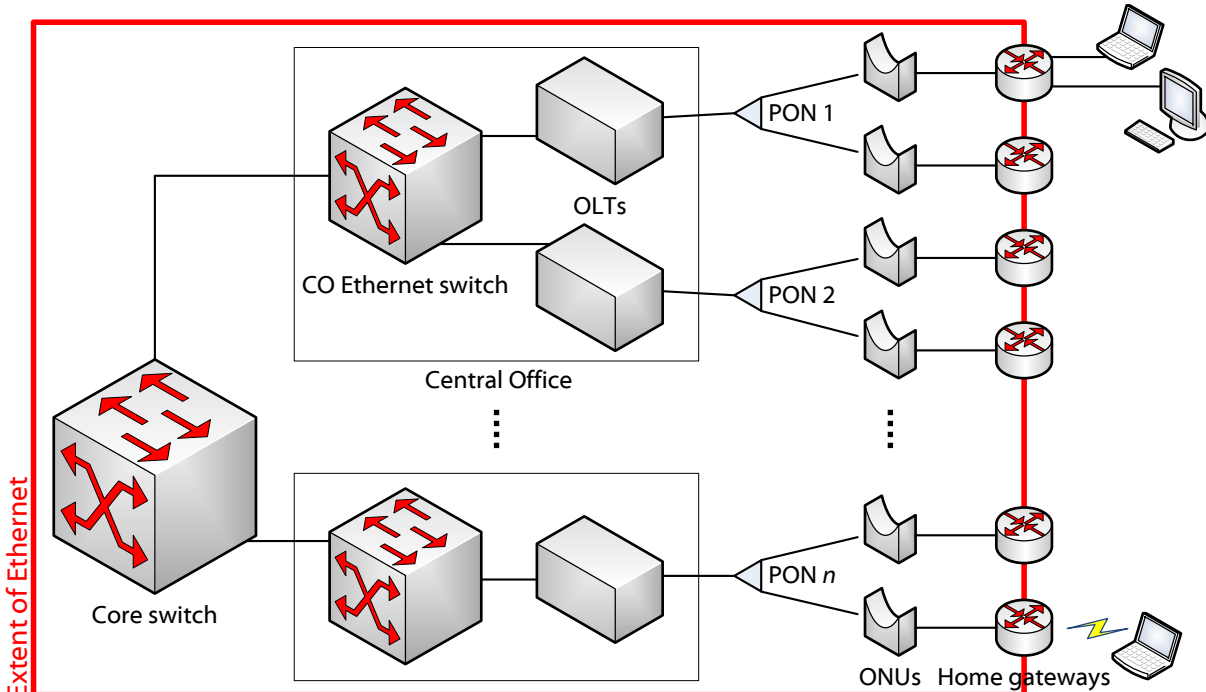 PON 1
OLTs
CO Ethernet switch
PON 2
Central Office
Extent of Ethernet
PON n
Core switch
ONUs
Home gateways